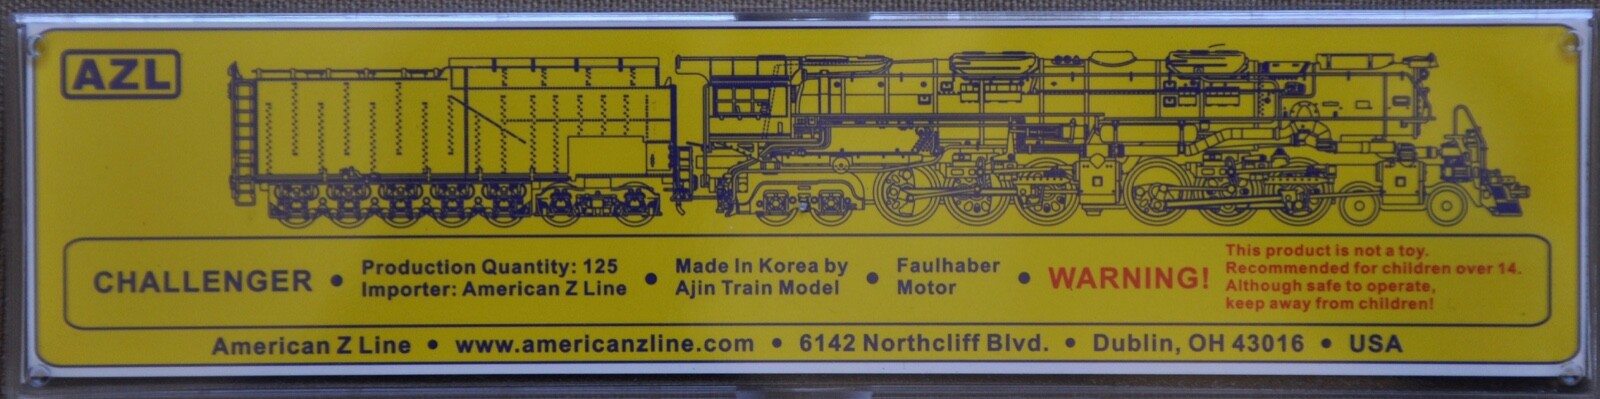 AZL
CHALLENGER • Production Quantity: 125
Importer: American Z Line • Made In Korea by
Ajin Train Model • Faulhaber
Motor • WARNING! This product is not a toy.
Recommended for children over 14.
Although safe to operate,
keep away from children!
American Z Line • www.americanzline.com • 6142 Northcliff Blvd. • Dublin, OH 43016 • USA